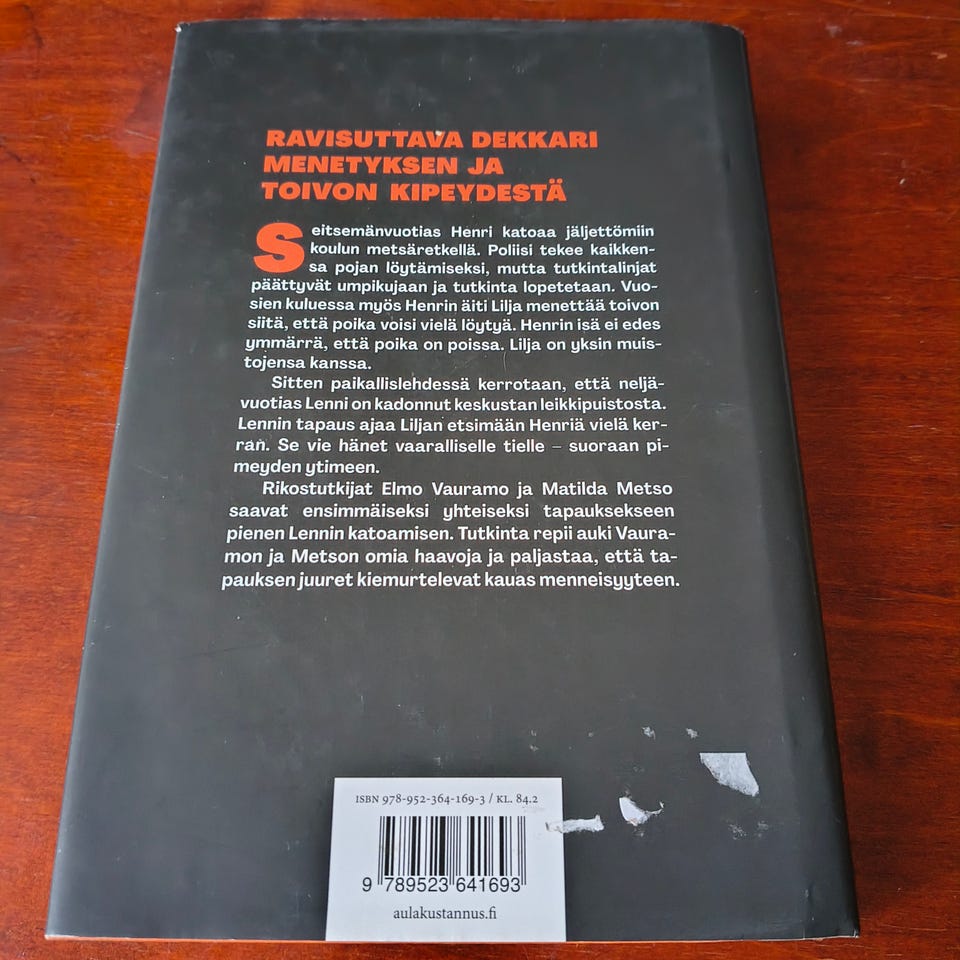 RAVISUTTAVA DEKKARI
MENETYKSEN JA
TOIVON KIPEYDESTÄ
Seitsemänvuotias Henri katoaa jäljettömiin
koulun metsäretkellä. Poliisi tekee kaikken-
sa pojan löytämiseksi, mutta tutkintalinjat
päättyvät umpikujaan ja tutkinta lopetetaan. Vuo-
sien kuluessa myös Henrin äiti Lilja menettää toivon
siitä, että poika voisi vielä löytyä. Henrin isä ei edes
ymmärrä, että poika on poissa. Lilja on yksin muis-
tojensa kanssa.
Sitten paikallislehdessä kerrotaan, että neljä-
vuotias Lenni on kadonnut keskustan leikkipuistosta.
Lennin tapaus ajaa Liljan etsimään Henriä vielä ker-
ran. Se vie hänet vaaralliselle tielle – suoraan pi-
meyden ytimeen.
Rikostutkijat Elmo Vauramo ja Matilda Metso
saavat ensimmäiseksi yhteiseksi tapauksekseen
pienen Lennin katoamisen. Tutkinta repii auki Vaura-
mon ja Metson omia haavoja ja paljastaa, että ta-
pauksen juuret kiemurtelevat kauas menneisyyteen.
ISBN 978-952-364-169-3 / KL. 84.2
9 789523 641693
aulakustannus.fi